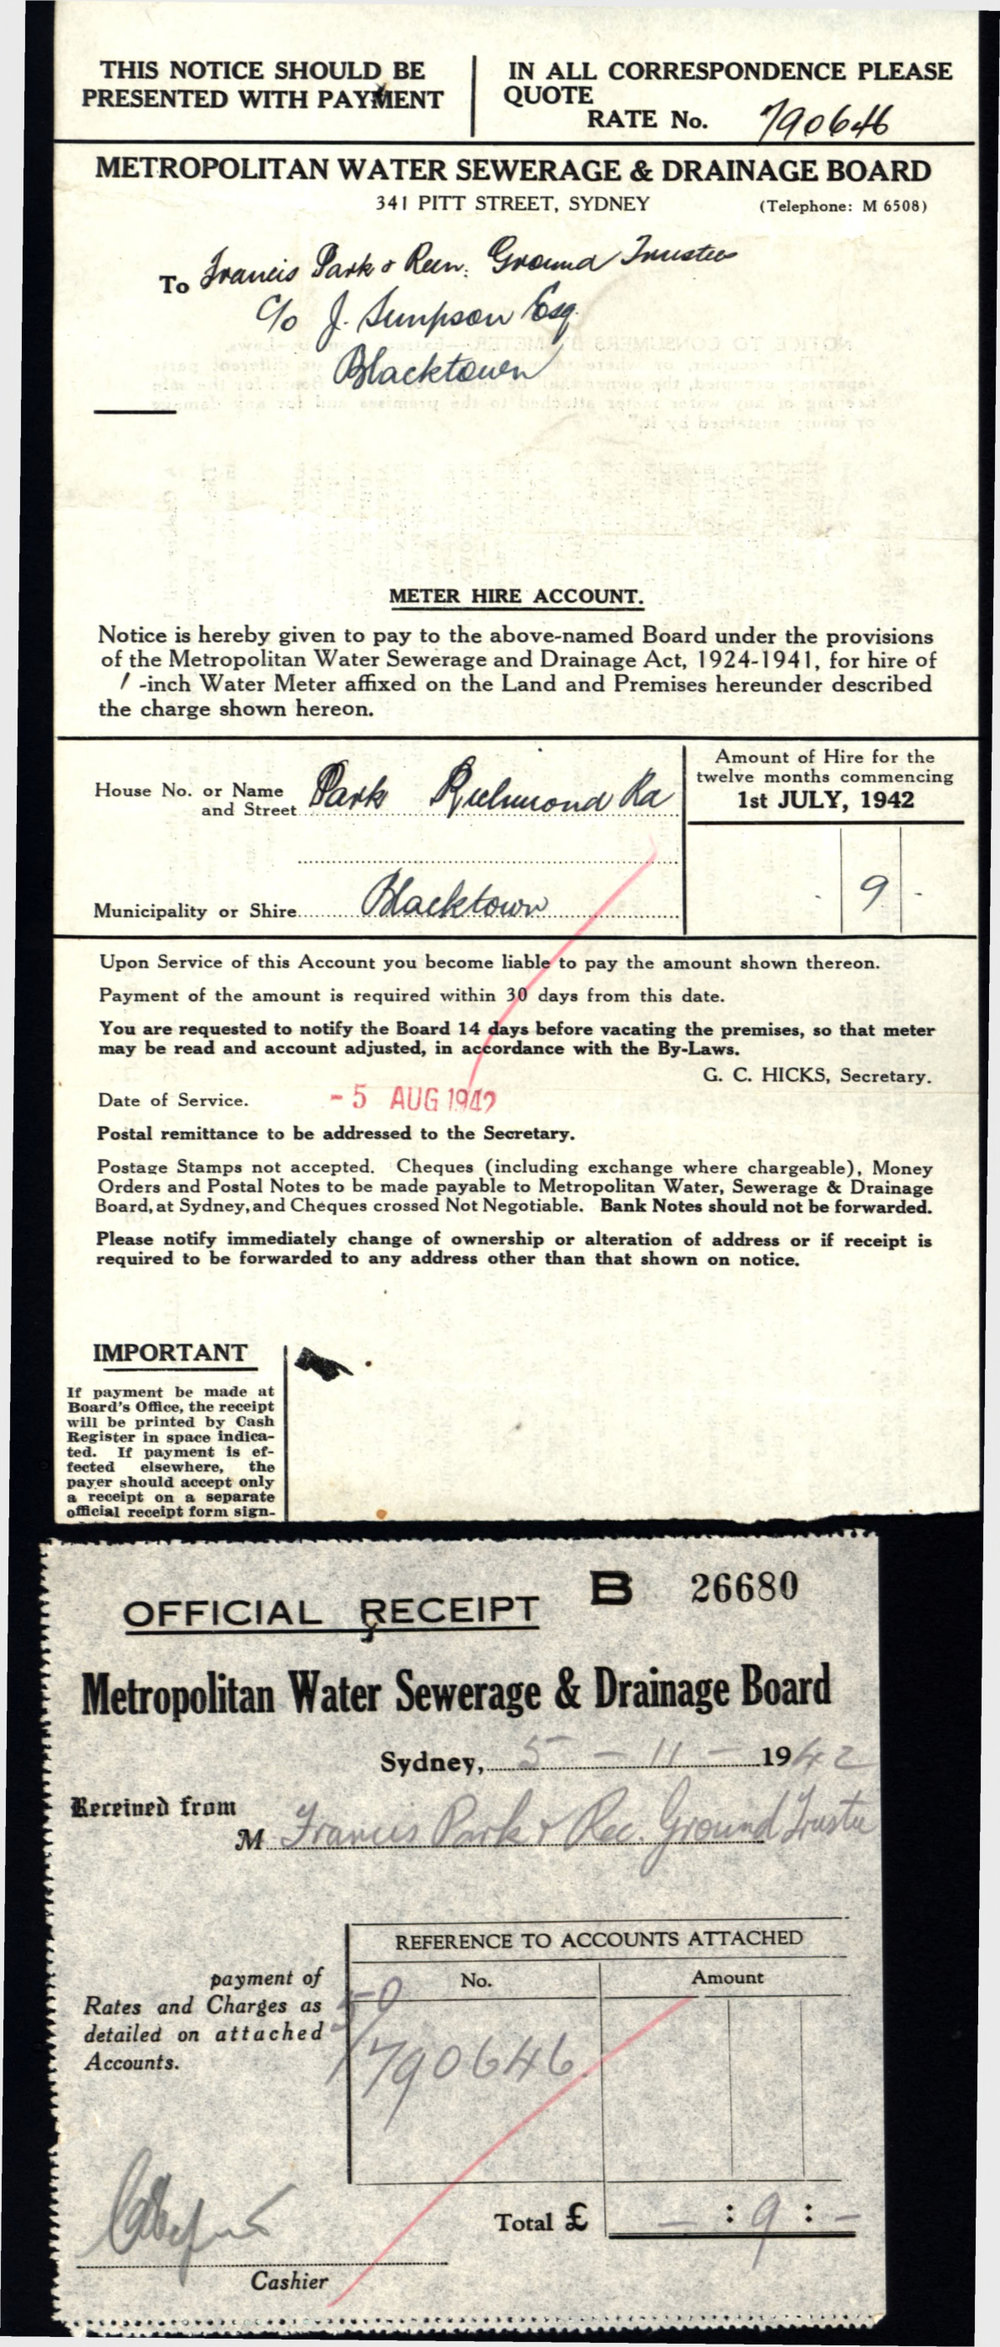 THIS NOTICE SHOULD BE
PRESENTED WITH PAYMENT
IN ALL CORRESPONDENCE PLEASE
QUOTE
RATE No. 790646
METROPOLITAN WATER SEWERAGE & DRAINAGE BOARD
341 PITT STREET, SYDNEY (Telephone: M 6508)
To Francis Park & Recn. Ground Trustees
C/o J. Simpson Esq.
Blacktown
METER HIRE ACCOUNT.
Notice is hereby given to pay to the above-named Board under the provisions
of the Metropolitan Water Sewerage and Drainage Act, 1924-1941, for hire of
1 -inch Water Meter affixed on the Land and Premises hereunder described
the charge shown hereon.
House No. or Name
and Street Park Richmond Rd
Municipality or Shire Blacktown
Amount of Hire for the
twelve months commencing
1st JULY, 1942
- 9 -
Upon Service of this Account you become liable to pay the amount shown thereon.
Payment of the amount is required within 30 days from this date.
You are requested to notify the Board 14 days before vacating the premises, so that meter
may be read and account adjusted, in accordance with the By-Laws.
G. C. HICKS, Secretary.
Date of Service. - 5 AUG 1942
Postal remittance to be addressed to the Secretary.
Postage Stamps not accepted. Cheques (including exchange where chargeable), Money
Orders and Postal Notes to be made payable to Metropolitan Water, Sewerage & Drainage
Board, at Sydney, and Cheques crossed Not Negotiable. Bank Notes should not be forwarded.
Please notify immediately change of ownership or alteration of address or if receipt is
required to be forwarded to any address other than that shown on notice.
IMPORTANT
If payment be made at
Board's Office, the receipt
will be printed by Cash
Register in space indica-
ted. If payment is ef-
fected elsewhere, the
payer should accept only
a receipt on a separate
official receipt form sign-
OFFICIAL RECEIPT B 26680
Metropolitan Water Sewerage & Drainage Board
Sydney, 5 - 11 - 1942
Received from
M Francis Park & Rec. Ground Trustee
payment of
Rates and Charges as
detailed on attached
Accounts.
REFERENCE TO ACCOUNTS ATTACHED
No. Amount
790646
Total £ - : 9 : -
Cashier